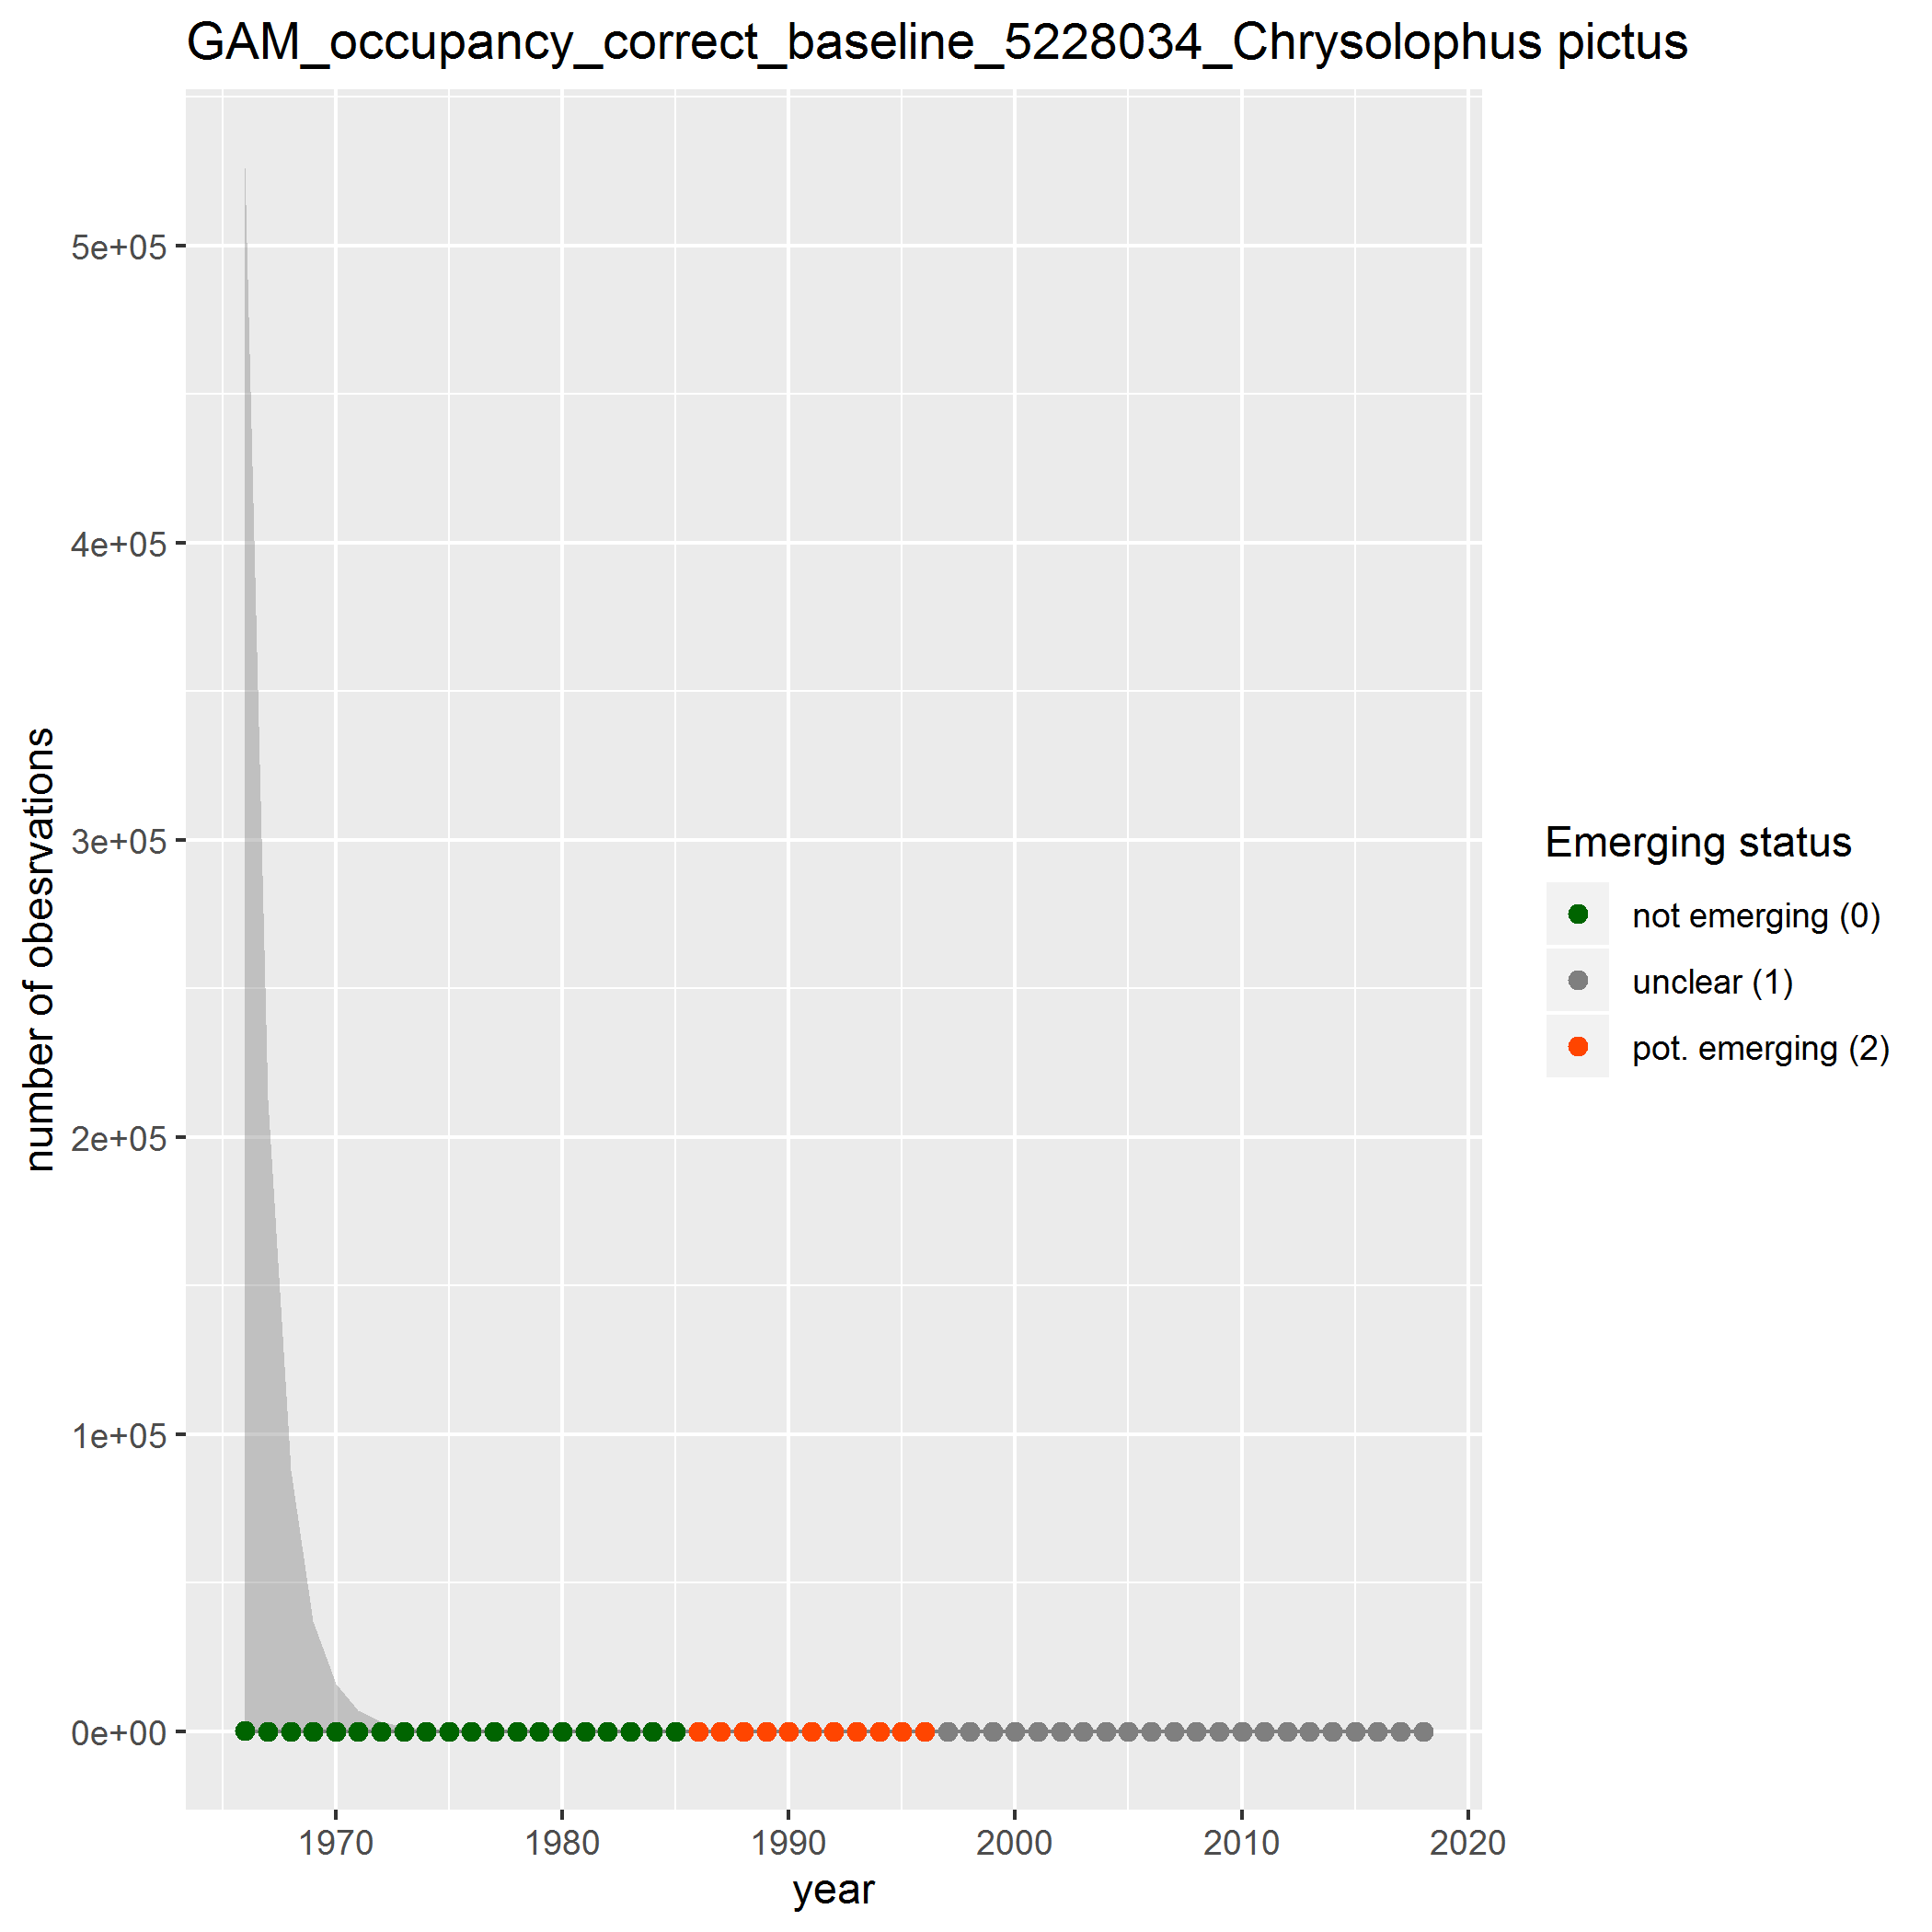 GAM_occupancy_correct_baseline_5228034_Chrysolophus pictus
number of obesrvations
5e+05
4e+05
3e+05
2e+05
1e+05
0e+00
1970
1980
1990
2000
2010
2020
year
Emerging status
not emerging (0)
unclear (1)
pot. emerging (2)